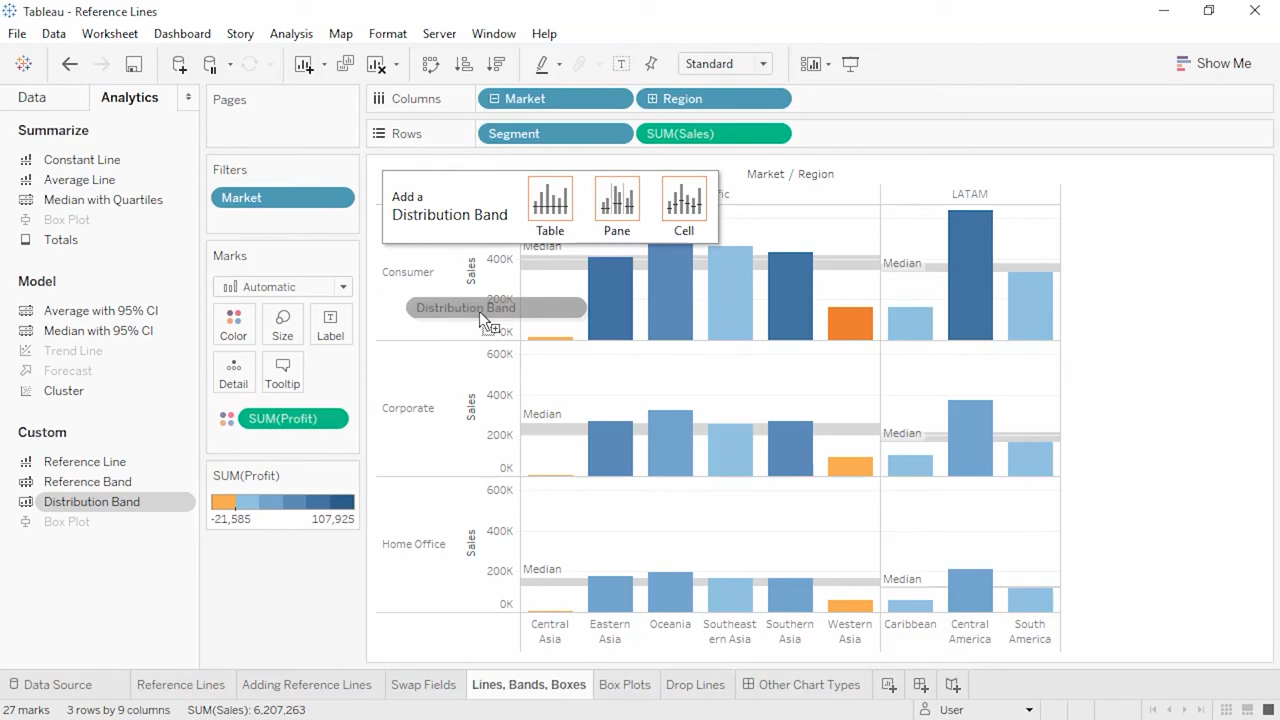 Tableau - Reference Lines
File Data Worksheet Dashboard Story Analysis Map Format Server Window Help
Standard
Show Me
Data Analytics
Summarize
Constant Line
Average Line
Median with Quartiles
Box Plot
Totals
Model
Average with 95% CI
Median with 95% CI
Trend Line
Forecast
Cluster
Custom
Reference Line
Reference Band
Distribution Band
Box Plot
Pages
Filters
Market
Marks
Automatic
Color Size Label
Detail Tooltip
SUM(Profit)
SUM(Profit)
-21,585 107,925
Columns Market Region
Rows Segment SUM(Sales)
Market / Region
fic LATAM
Add a
Distribution Band
Table Pane Cell
Consumer
Sales
Median
400K
200K
0K
Median
Distribution Band
Corporate
Sales
600K
400K
200K
0K
Median
Median
Home Office
Sales
600K
400K
200K
0K
Median
Median
Central Asia
Eastern Asia
Oceania
Southeast
ern Asia
Southern Asia
Western Asia
Caribbean
Central America
South America
Data Source Reference Lines Adding Reference Lines Swap Fields Lines, Bands, Boxes Box Plots Drop Lines Other Chart Types
27 marks 3 rows by 9 columns SUM(Sales): 6,207,263 User